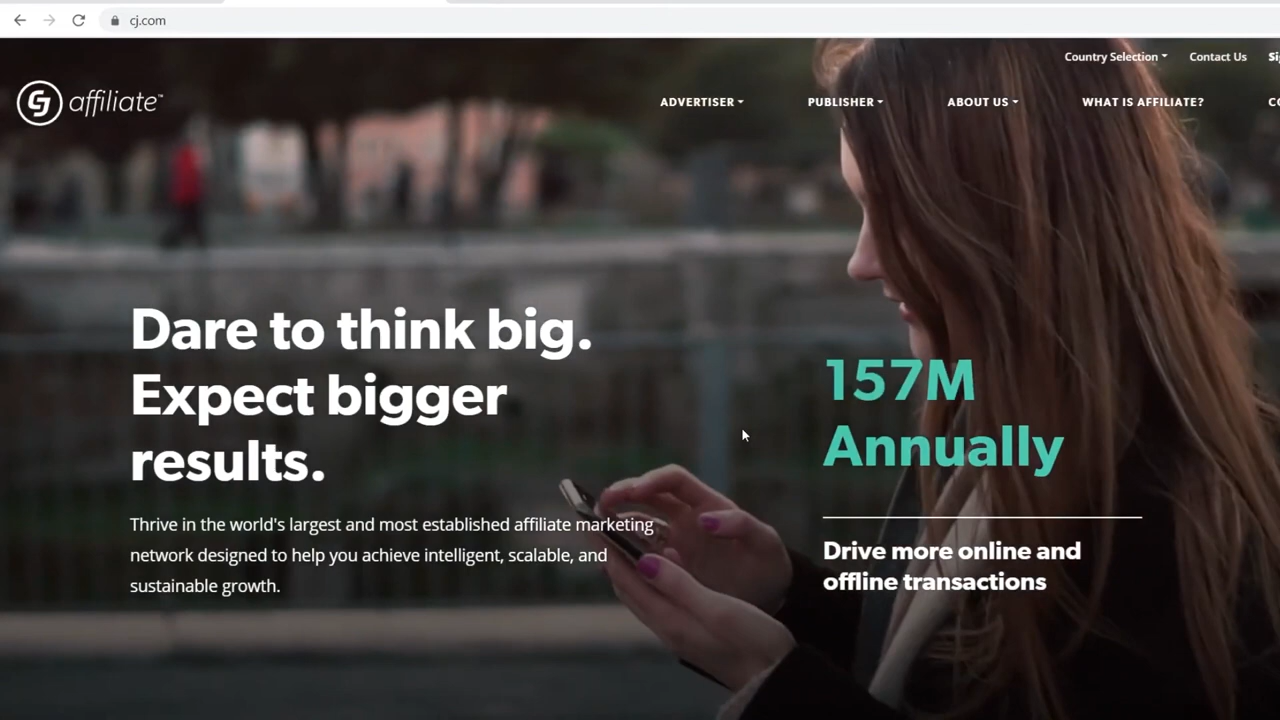 cj.com
Country Selection
Contact Us
CJ affiliate™
ADVERTISER
PUBLISHER
ABOUT US
WHAT IS AFFILIATE?
Dare to think big.
Expect bigger
results.
Thrive in the world's largest and most established affiliate marketing
network designed to help you achieve intelligent, scalable, and
sustainable growth.
157M
Annually
Drive more online and
offline transactions